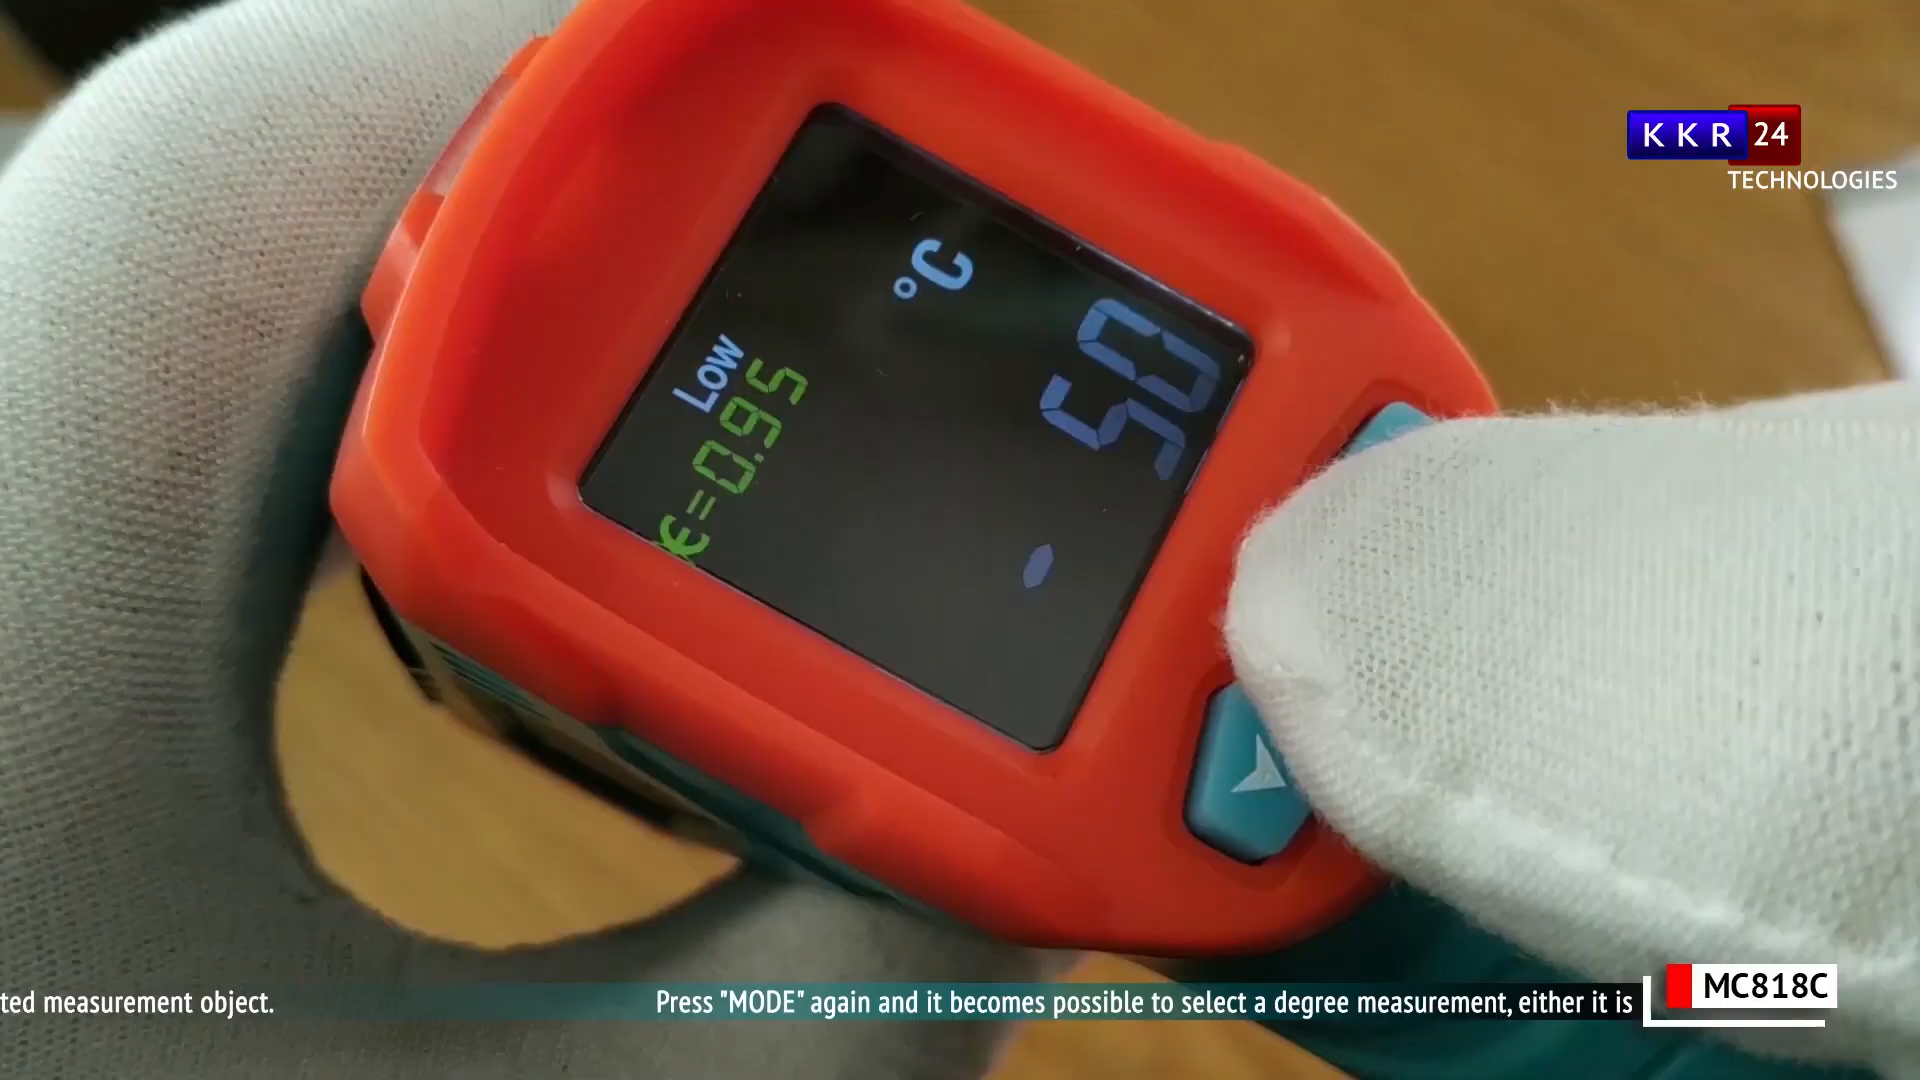 KKR 24
TECHNOLOGIES
°C
Low
€=0.95
-50
ted measurement object.
Press "MODE" again and it becomes possible to select a degree measurement, either it is
MC818C